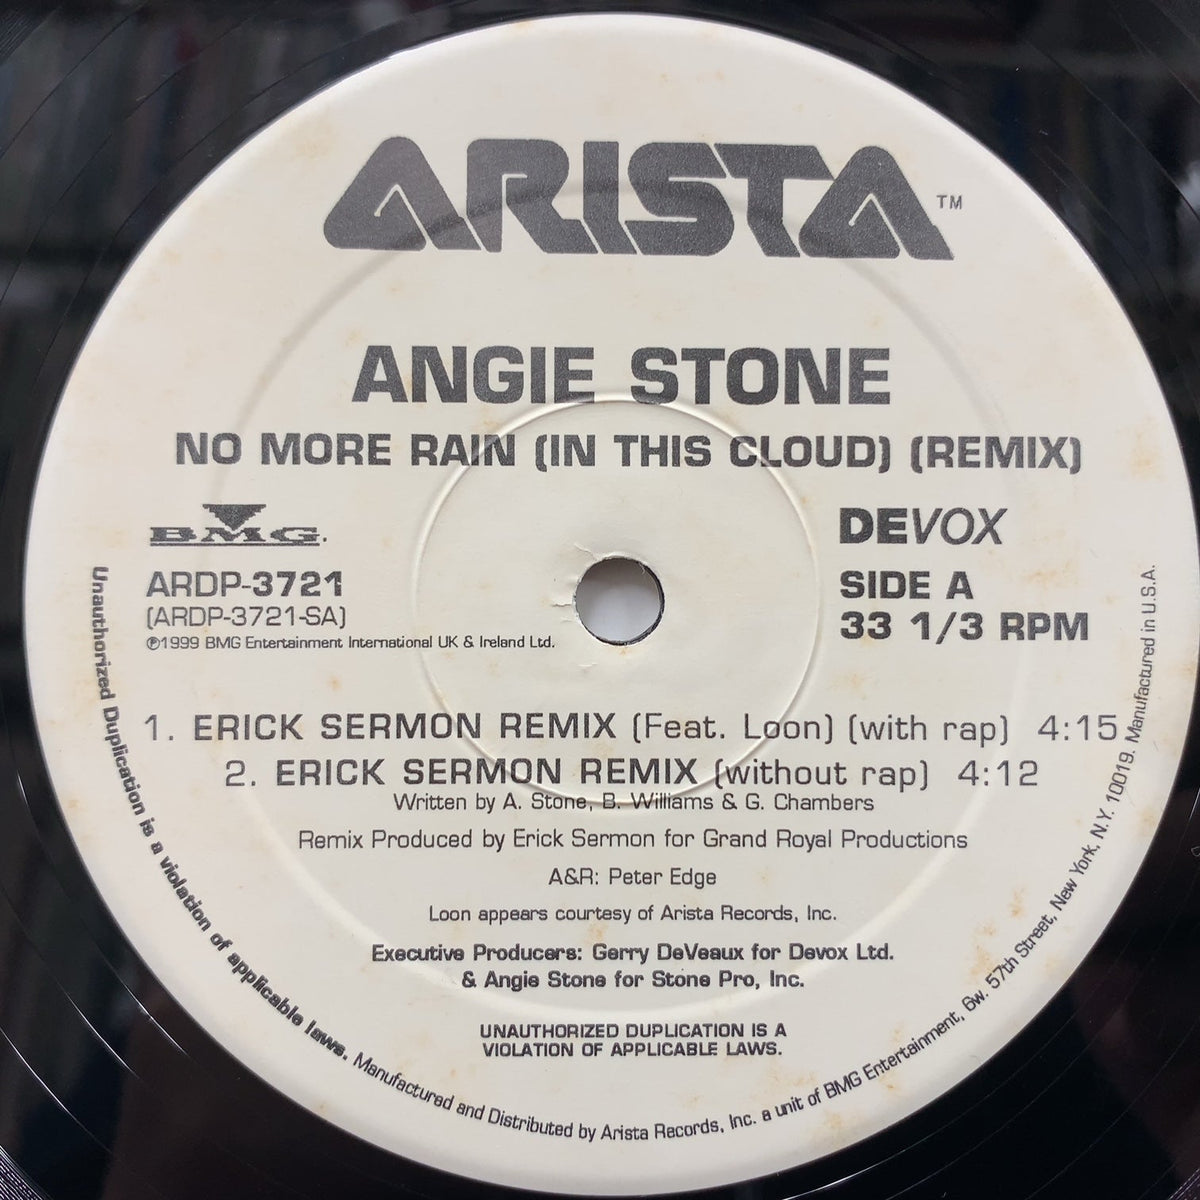 ARISTA™
ANGIE STONE
NO MORE RAIN (IN THIS CLOUD) (REMIX)
BMG.
ARDP-3721
(ARDP-3721-SA)
℗1999 BMG Entertainment International UK & Ireland Ltd.
DEVOX
SIDE A
33 1/3 RPM
1. ERICK SERMON REMIX (Feat. Loon) (with rap) 4:15
2. ERICK SERMON REMIX (without rap) 4:12
Written by A. Stone, B. Williams & G. Chambers
Remix Produced by Erick Sermon for Grand Royal Productions
A&R: Peter Edge
Loon appears courtesy of Arista Records, Inc.
Executive Producers: Gerry DeVeaux for Devox Ltd.
& Angie Stone for Stone Pro, Inc.
UNAUTHORIZED DUPLICATION IS A
VIOLATION OF APPLICABLE LAWS.
Unauthorized Duplication is a violation of applicable laws. Manufactured and Distributed by Arista Records, Inc. a unit of BMG Entertainment, 6w. 57th Street, New York, N.Y. 10019. Manufactured in U.S.A.